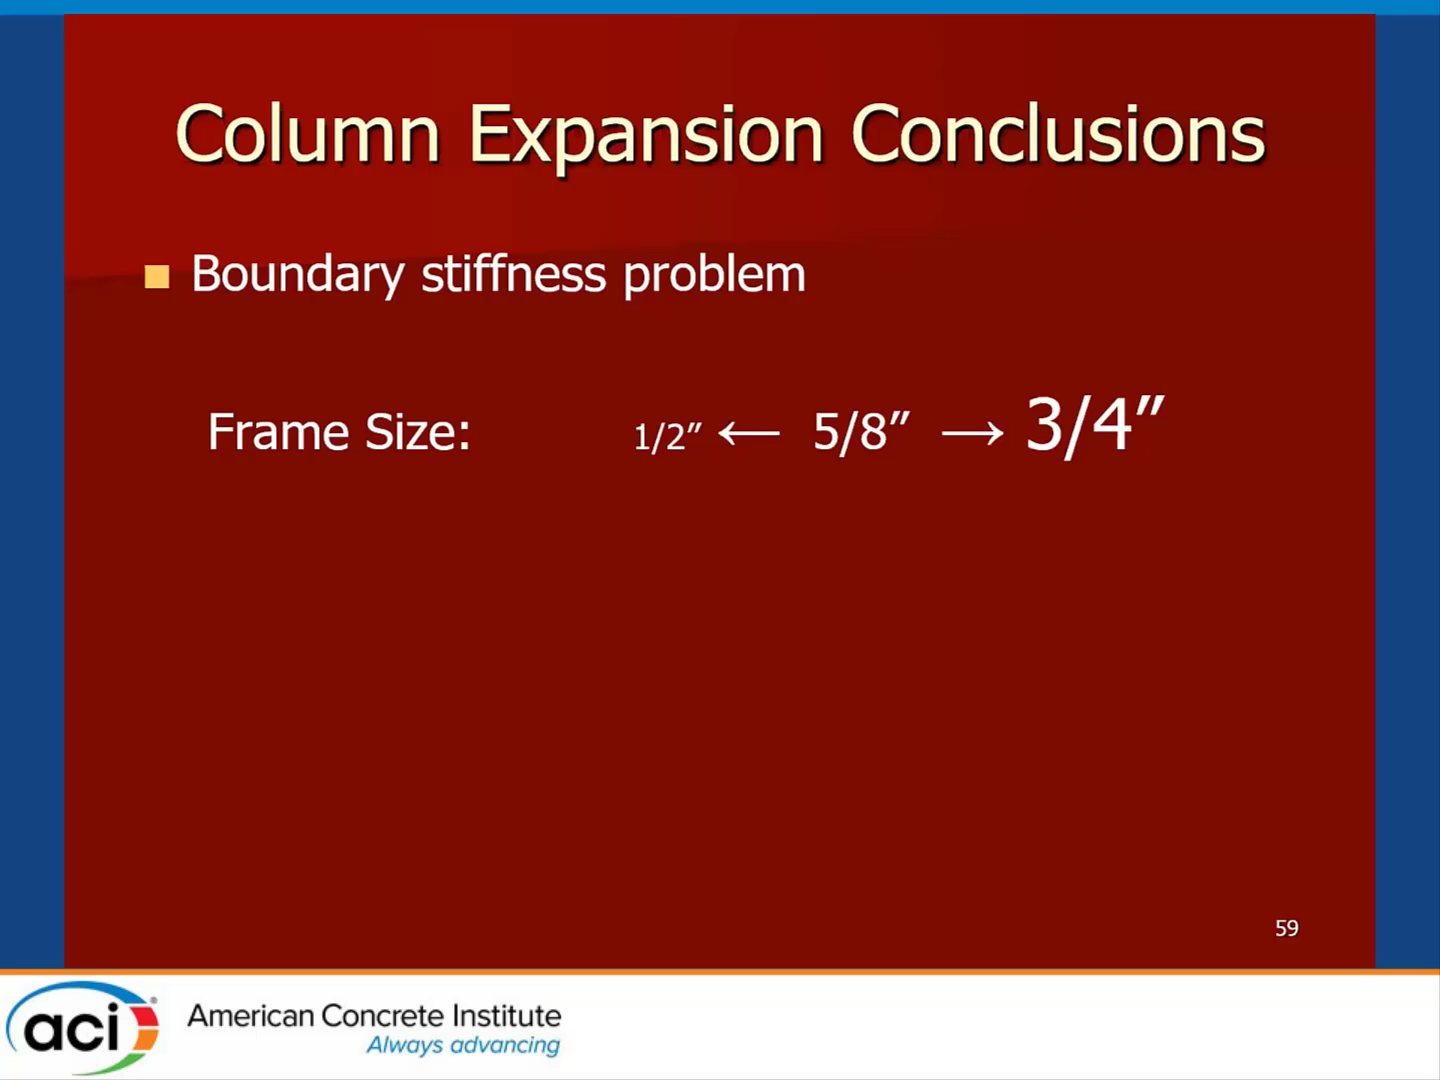 Column Expansion Conclusions
■ Boundary stiffness problem
Frame Size: 1/2” ← 5/8” → 3/4”
59
aci® American Concrete Institute
Always advancing